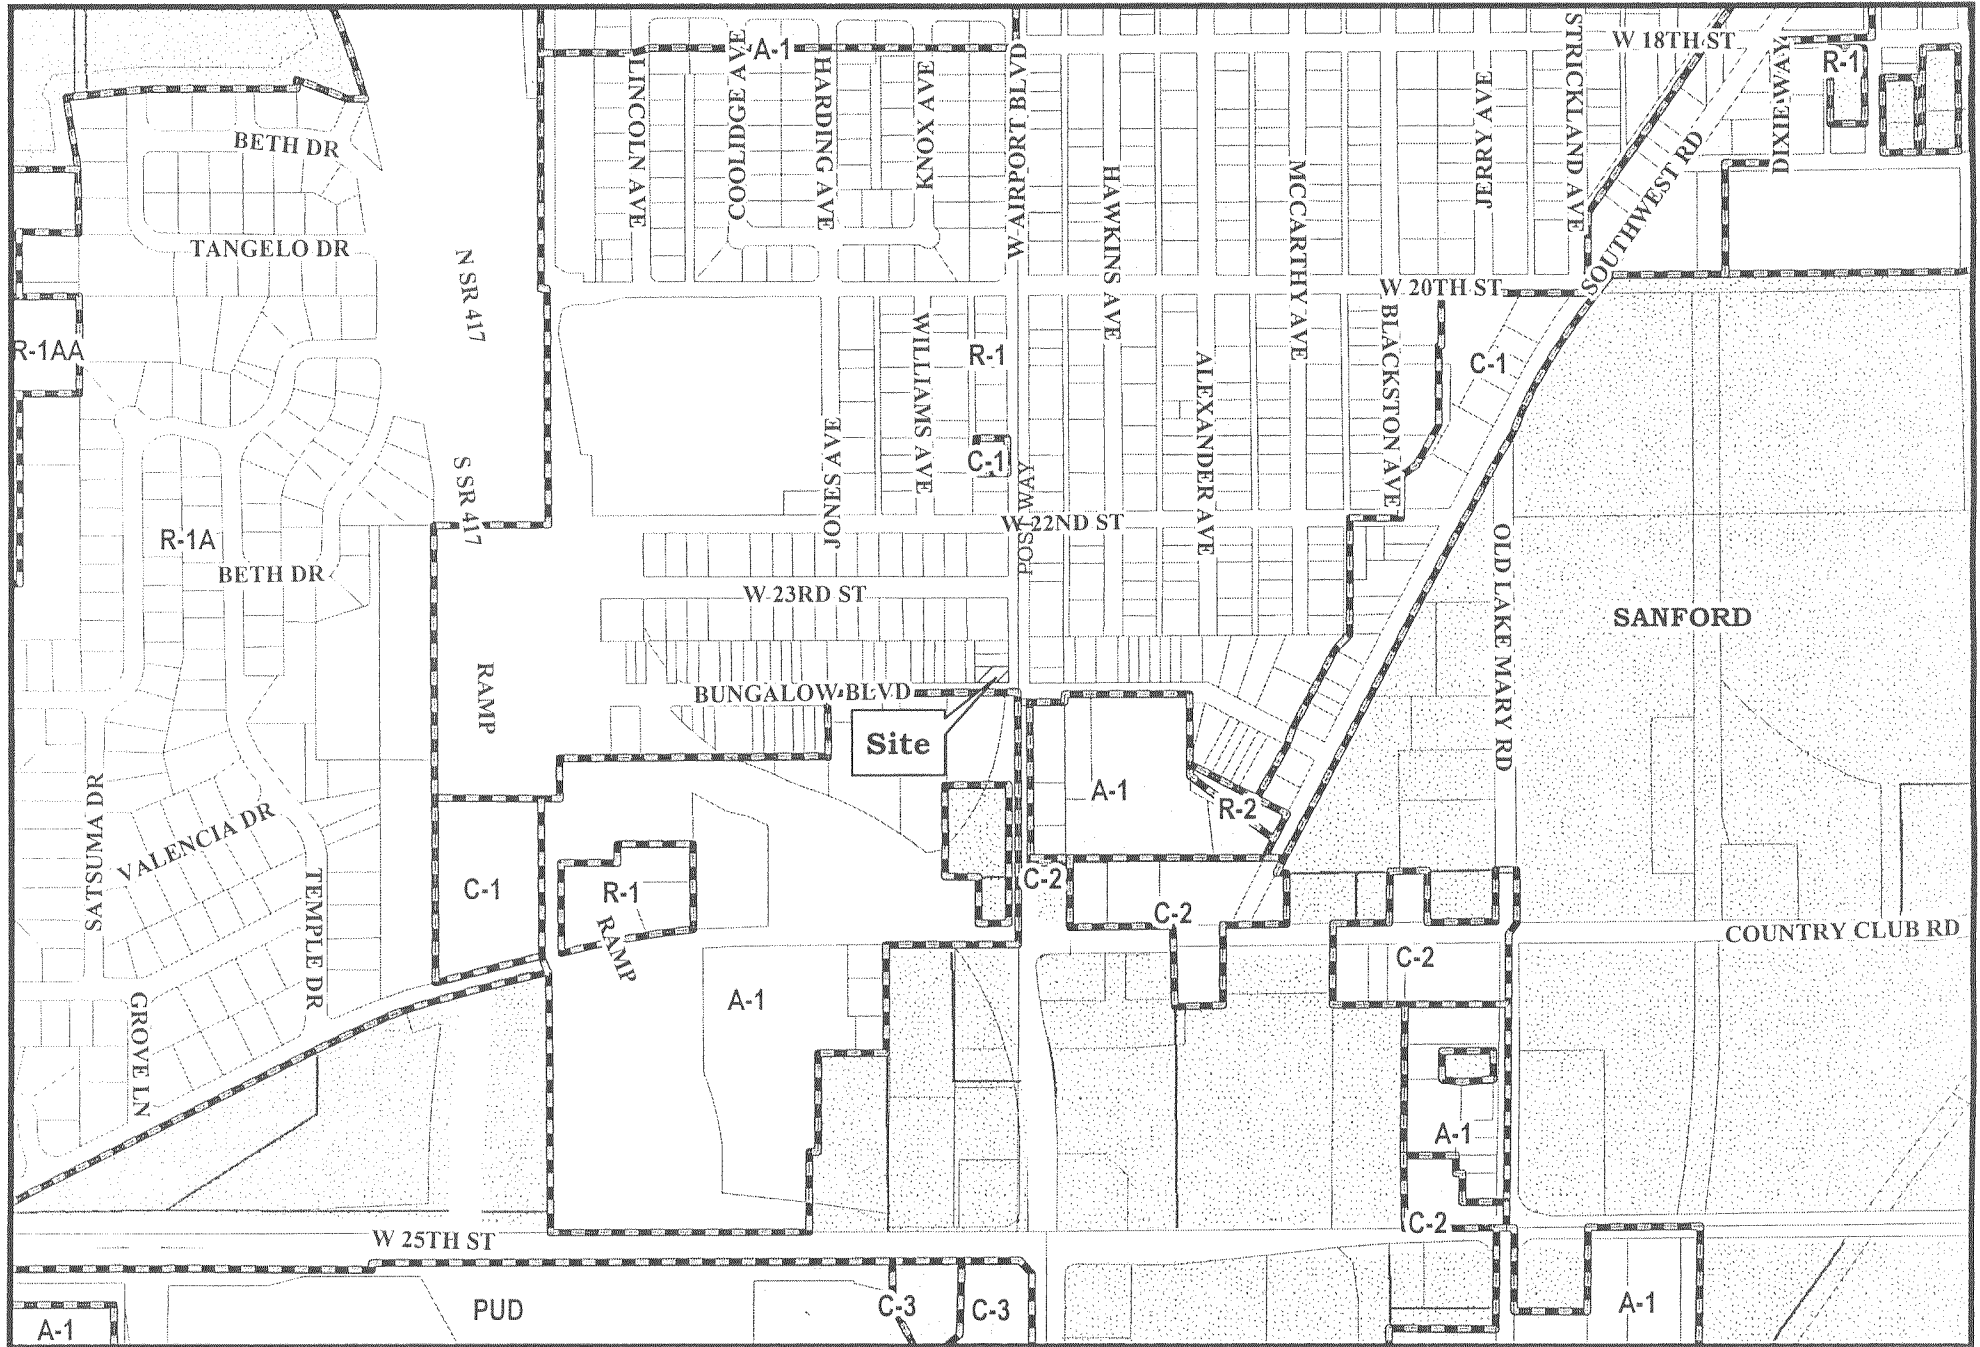 W 18TH ST
A-1
R-1
LINCOLN AVE
COOLIDGE AVE
HARDING AVE
KNOX AVE
W AIRPORT BLVD
HAWKINS AVE
MCCARTHY AVE
JERRY AVE
STRICKLAND AVE
SOUTHWEST RD
DIXIE WAY
BETH DR
TANGELO DR
N SR 417
W 20TH ST
R-1AA
R-1
C-1
WILLIAMS AVE
ALEXANDER AVE
BLACKSTON AVE
JONES AVE
C-1
POST WAY
S SR 417
W 22ND ST
R-1A
BETH DR
OLD LAKE MARY RD
W 23RD ST
SANFORD
RAMP
BUNGALOW BLVD
Site
A-1
R-2
SATSUMA DR
VALENCIA DR
TEMPLE DR
C-1
R-1
RAMP
C-2
C-2
COUNTRY CLUB RD
C-2
GROVE LN
A-1
A-1
C-2
W 25TH ST
A-1
PUD
C-3
C-3
A-1